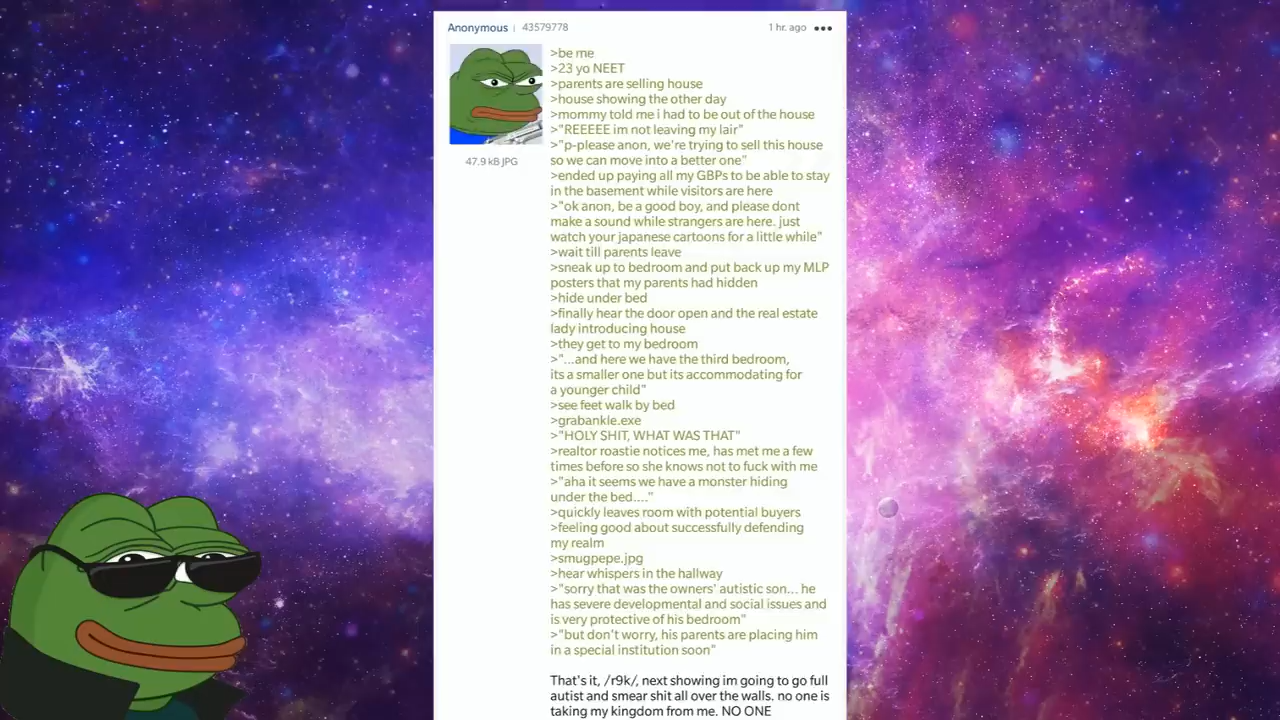 Anonymous | 43579778 1 hr. ago
>be me
>23 yo NEET
>parents are selling house
>house showing the other day
>mommy told me i had to be out of the house
>"REEEEE im not leaving my lair"
>"p-please anon, we're trying to sell this house
so we can move into a better one"
>ended up paying all my GBPs to be able to stay
in the basement while visitors are here
>"ok anon, be a good boy, and please dont
make a sound while strangers are here. just
watch your japanese cartoons for a little while"
>wait till parents leave
>sneak up to bedroom and put back up my MLP
posters that my parents had hidden
>hide under bed
>finally hear the door open and the real estate
lady introducing house
>they get to my bedroom
>"...and here we have the third bedroom,
its a smaller one but its accommodating for
a younger child"
>see feet walk by bed
>grabankle.exe
>"HOLY SHIT, WHAT WAS THAT"
>realtor roastie notices me, has met me a few
times before so she knows not to fuck with me
>"aha it seems we have a monster hiding
under the bed...."
>quickly leaves room with potential buyers
>feeling good about successfully defending
my realm
>smugpepe.jpg
>hear whispers in the hallway
>"sorry that was the owners' autistic son... he
has severe developmental and social issues and
is very protective of his bedroom"
>"but don't worry, his parents are placing him
in a special institution soon"
That's it, /r9k/, next showing im going to go full
autist and smear shit all over the walls. no one is
taking my kingdom from me. NO ONE
47.9 kB JPG